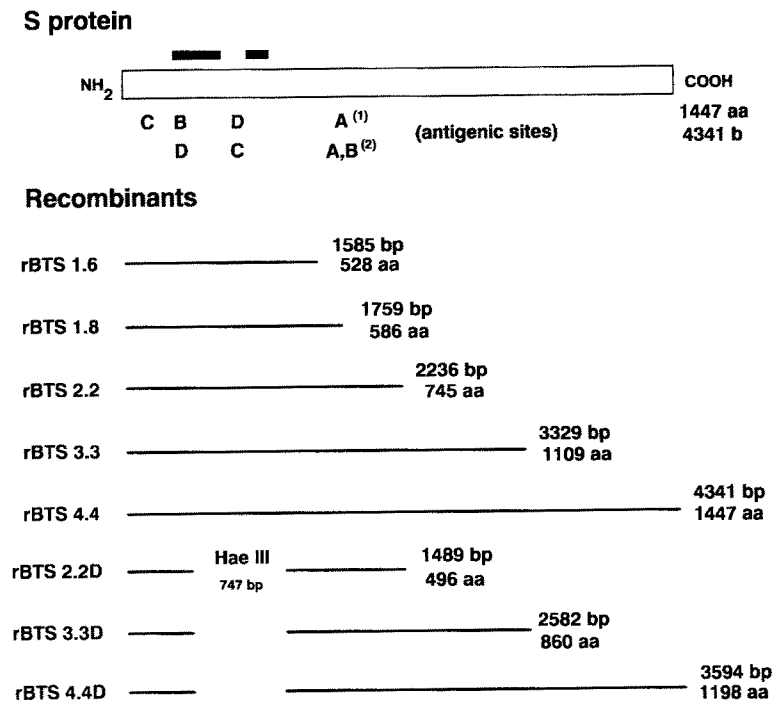 S protein
NH2 COOH
C B D A (1) (antigenic sites) 1447 aa
D C A,B (2) 4341 b
Recombinants
1585 bp
rBTS 1.6 528 aa
1759 bp
rBTS 1.8 586 aa
2236 bp
rBTS 2.2 745 aa
3329 bp
rBTS 3.3 1109 aa
4341 bp
rBTS 4.4 1447 aa
Hae III 1489 bp
rBTS 2.2D 747 bp 496 aa
2582 bp
rBTS 3.3D 860 aa
3594 bp
rBTS 4.4D 1198 aa